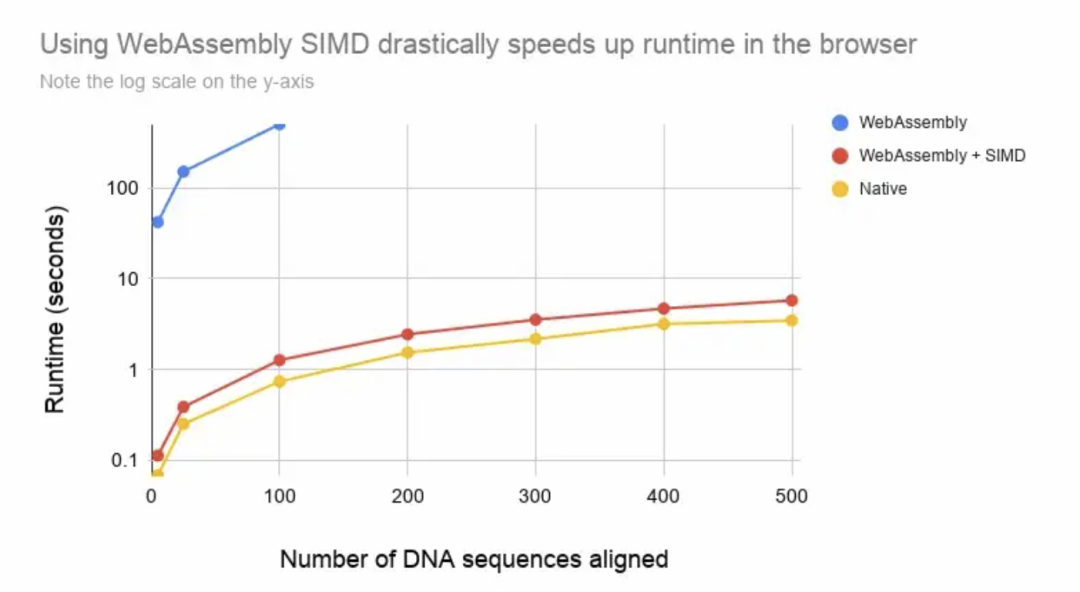 Using WebAssembly SIMD drastically speeds up runtime in the browser
Note the log scale on the y-axis
WebAssembly
WebAssembly + SIMD
Native
Runtime (seconds)
100
10
1
0.1
0
100
200
300
400
500
Number of DNA sequences aligned